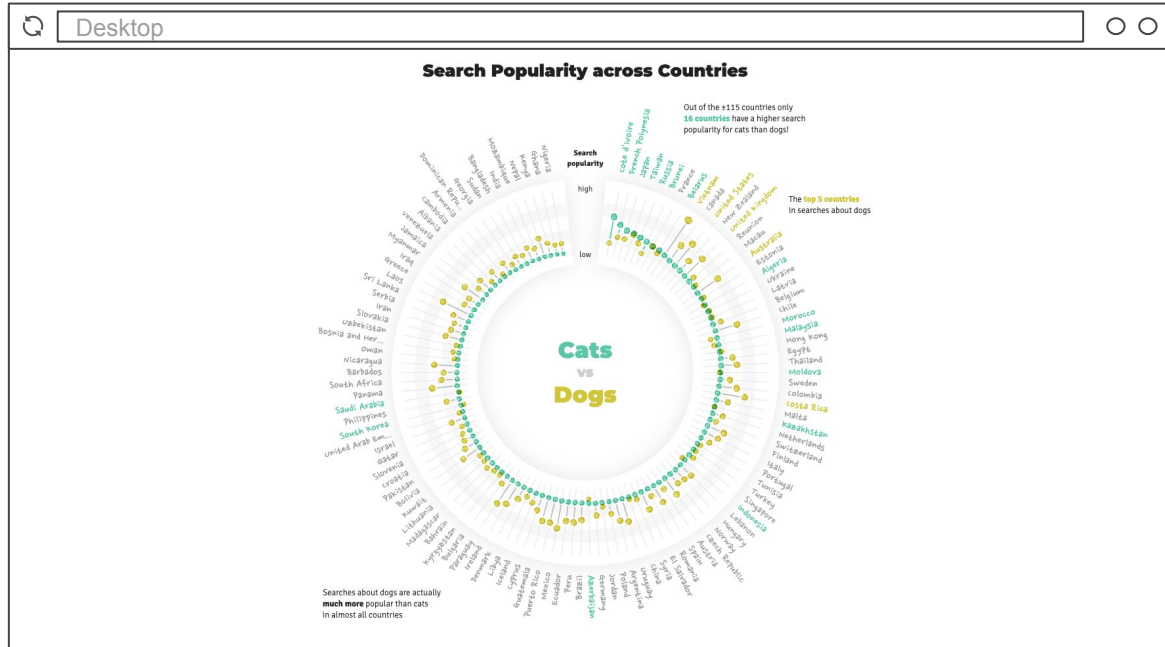 Desktop
Search Popularity across Countries
Out of the ±115 countries only
16 countries have a higher search
popularity for cats than dogs!
The top 5 countries
in searches about dogs
Search
popularity
high
low
Cats
vs
Dogs
Cote d'Ivoire
French Polynesia
Japan
Taiwan
Russia
Brunei
France
Belarus
Vietnam
Canada
United States
New Zealand
United Kingdom
Reunion
Macau
Australia
Estonia
Algeria
Ukraine
Latvia
Belgium
Chile
Morocco
Malaysia
Hong Kong
Egypt
Thailand
Moldova
Sweden
Colombia
Costa Rica
Malta
Kazakhstan
Netherlands
Switzerland
Finland
Italy
Portugal
Tunisia
Turkey
Singapore
Indonesia
Lebanon
Hungary
Norway
Czech Republic
Austria
Spain
Romania
El Salvador
Syria
China
Uruguay
Argentina
Poland
Jordan
Germany
Azerbaijan
Brazil
Peru
Ecuador
Mexico
Puerto Rico
Guatemala
Cyprus
Iceland
Libya
Denmark
Ireland
Paraguay
Bulgaria
Kyrgyzstan
Bahrain
Madagascar
Lithuania
Kuwait
Bolivia
Pakistan
Croatia
Slovenia
Qatar
Israel
United Arab Em...
South Korea
Philippines
Saudi Arabia
Panama
South Africa
Barbados
Nicaragua
Oman
Bosnia and Her...
Uzbekistan
Slovakia
Iran
Serbia
Sri Lanka
Laos
Greece
Iraq
Myanmar
Jamaica
Venezuela
Albania
Cambodia
Armenia
Dominican Repu...
Georgia
Sudan
Bangladesh
India
Mozambique
Nepal
Kenya
Ghana
Nigeria
Searches about dogs are actually
much more popular than cats
in almost all countries